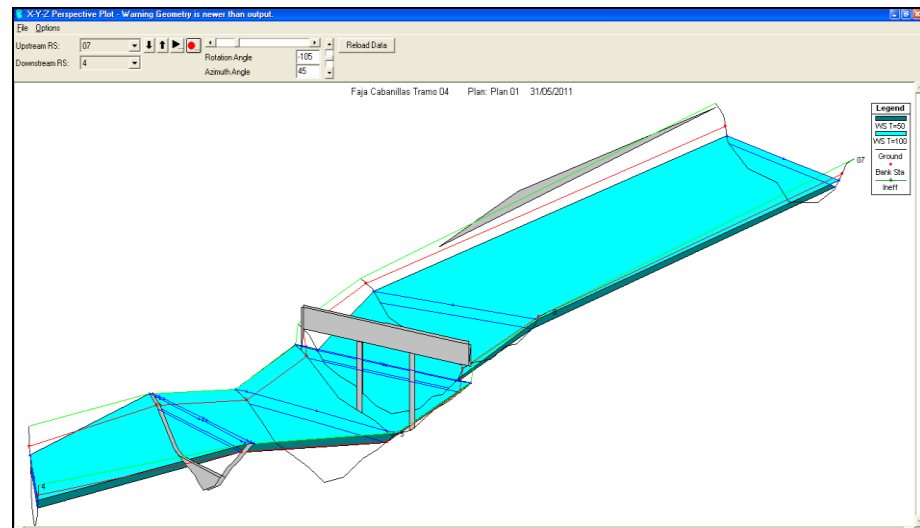 X-Y-Z Perspective Plot - Warning Geometry is newer than output.
File Options
Upstream RS: 07
Downstream RS: 4
Rotation Angle -105
Azimuth Angle 45
Reload Data
Faja Cabanillas Tramo 04 Plan: Plan 01 31/05/2011
Legend
WS T=50
WS T=100
Ground
Bank Sta
Ineff
07
4